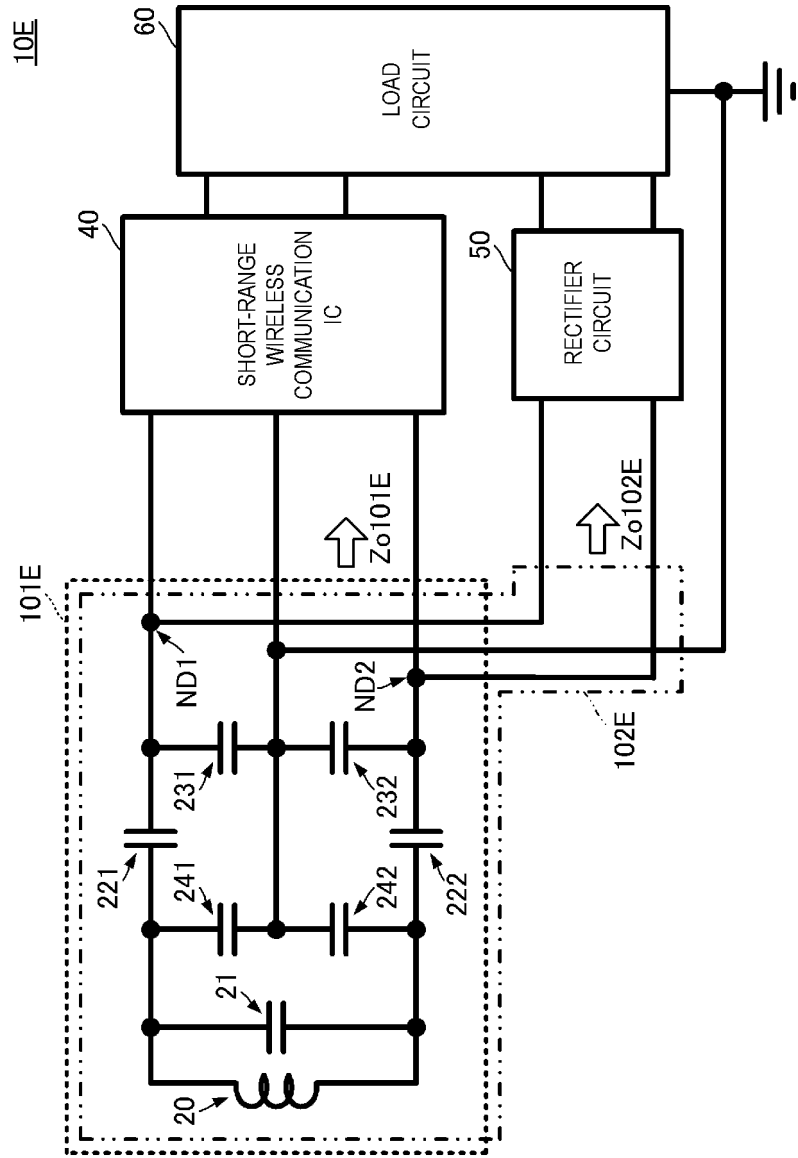 10E
60
LOAD
CIRCUIT
40
SHORT-RANGE
WIRELESS
COMMUNICATION
IC
50
RECTIFIER
CIRCUIT
101E
Zo101E
Zo102E
ND1
ND2
102E
231
232
221
222
241
242
21
20